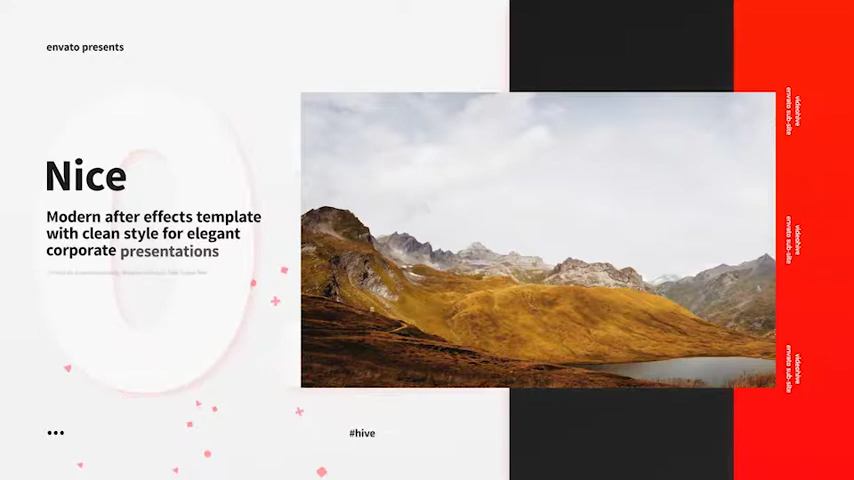 envato presents
Nice
Modern after effects template
with clean style for elegant
corporate presentations
#hive
videohive
envato sub-site
videohive
envato sub-site
videohive
envato sub-site